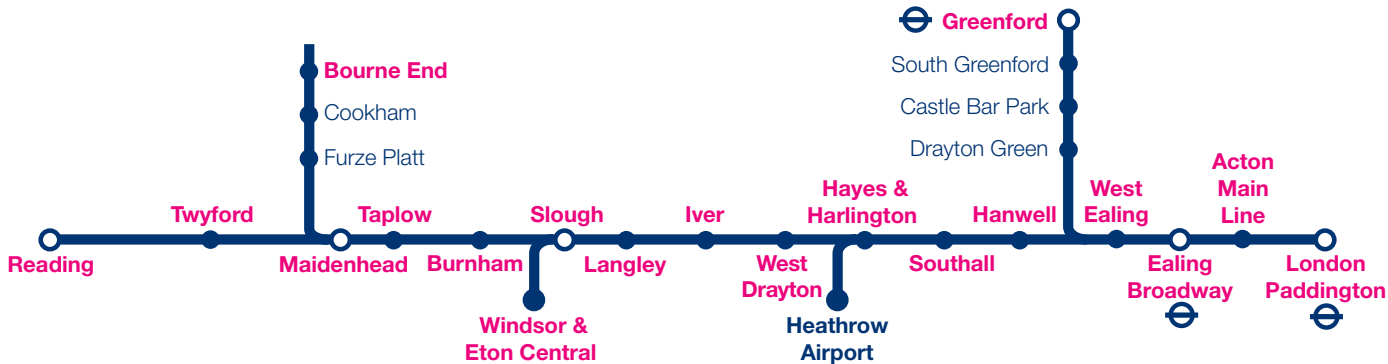 Greenford
South Greenford
Castle Bar Park
Drayton Green
Bourne End
Cookham
Furze Platt
Twyford
Taplow
Slough
Iver
Hayes &
Harlington
Hanwell
West
Ealing
Acton
Main
Line
Reading
Maidenhead
Burnham
Langley
West
Drayton
Southall
Ealing
Broadway
London
Paddington
Windsor &
Eton Central
Heathrow
Airport